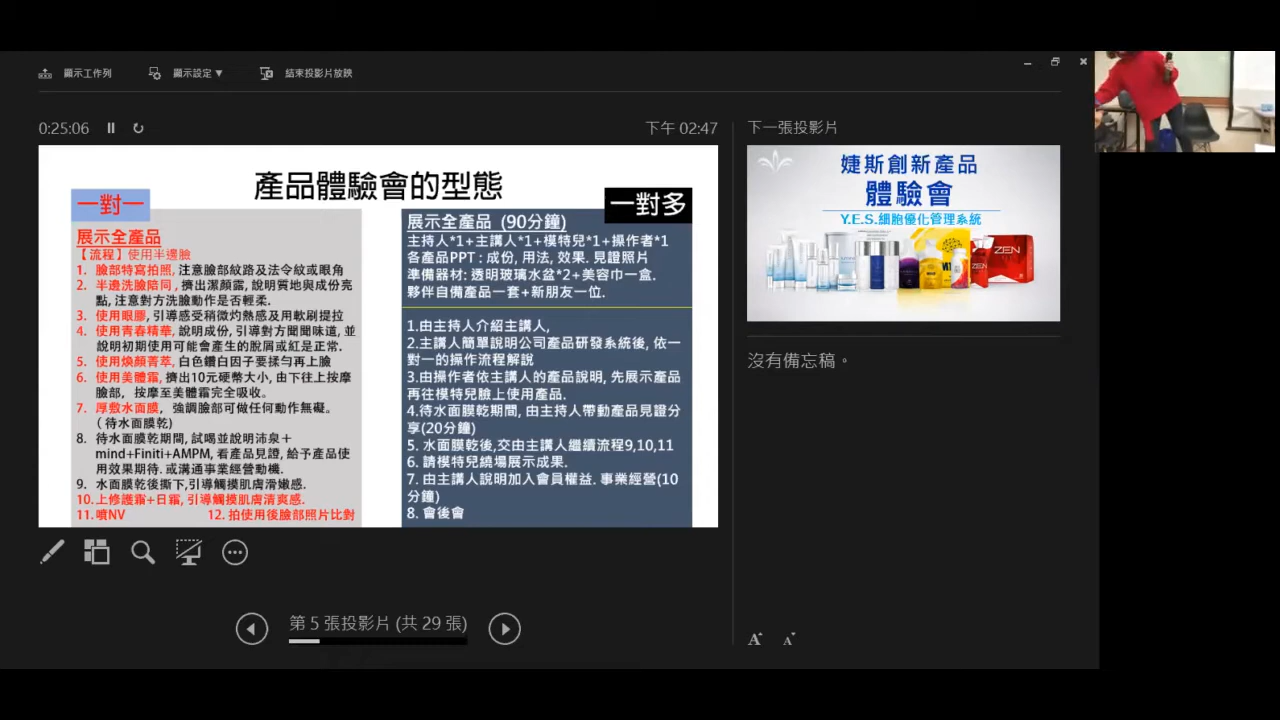 顯示工作列
顯示設定 ▼
結束投影片放映
0:25:06
下午 02:47
產品體驗會的型態
一對一
展示全產品
【流程】使用半邊臉
1. 臉部特寫拍照, 注意臉部紋路及法令紋或眼角
2. 半邊洗臉陪同 , 擠出潔顏露, 說明質地與成份亮
點, 注意對方洗臉動作是否輕柔.
3. 使用眼膠, 引導感受稍微灼熱感及用軟刷提拉
4. 使用青春精華, 說明成份, 引導對方聞聞味道, 並
說明初期使用可能會產生的脫屑或紅是正常.
5. 使用煥顏菁萃, 白色鑽白因子要揉勻再上臉
6. 使用美體霜, 擠出10元硬幣大小, 由下往上按摩
臉部, 按摩至美體霜完全吸收.
7. 厚敷水面膜, 強調臉部可做任何動作無礙。
( 待水面膜乾)
8. 待水面膜乾期間, 試喝並說明沛泉+
mind+Finiti+AMPM, 看產品見證, 給予產品使
用效果期待. 或溝通事業經營動機.
9. 水面膜乾後撕下,引導觸摸肌膚滑嫩感.
10.上修護霜+日霜, 引導觸摸肌膚清爽感.
11.噴NV 12. 拍使用後臉部照片比對
一對多
展示全產品 (90分鐘)
主持人*1+主講人*1+模特兒*1+操作者*1
各產品PPT : 成份, 用法, 效果. 見證照片
準備器材: 透明玻璃水盆*2+美容巾一盒.
夥伴自備產品一套+新朋友一位.
1.由主持人介紹主講人,
2.主講人簡單說明公司產品研發系統後, 依一
對一的操作流程解說
3.由操作者依主講人的產品說明, 先展示產品
再往模特兒臉上使用產品.
4.待水面膜乾期間, 由主持人帶動產品見證分
享(20分鐘)
5. 水面膜乾後,交由主講人繼續流程9,10,11
6. 請模特兒繞場展示成果.
7. 由主講人說明加入會員權益. 事業經營(10
分鐘)
8. 會後會
第 5 張投影片 (共 29 張)
下一張投影片
婕斯創新產品
體驗會
Y.E.S.細胞優化管理系統
ZEN
沒有備忘稿。